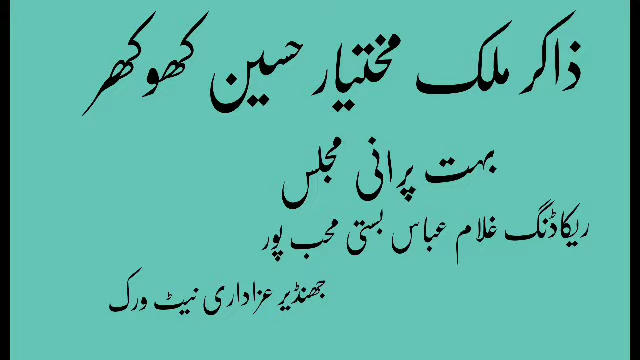 ذاکر ملک مختیار حسین کھوکھر
بہت پرانی مجلس
ریکاڈنگ غلام عباس بستی محب پور
جھنڈیر عزاداری نیٹ ورک